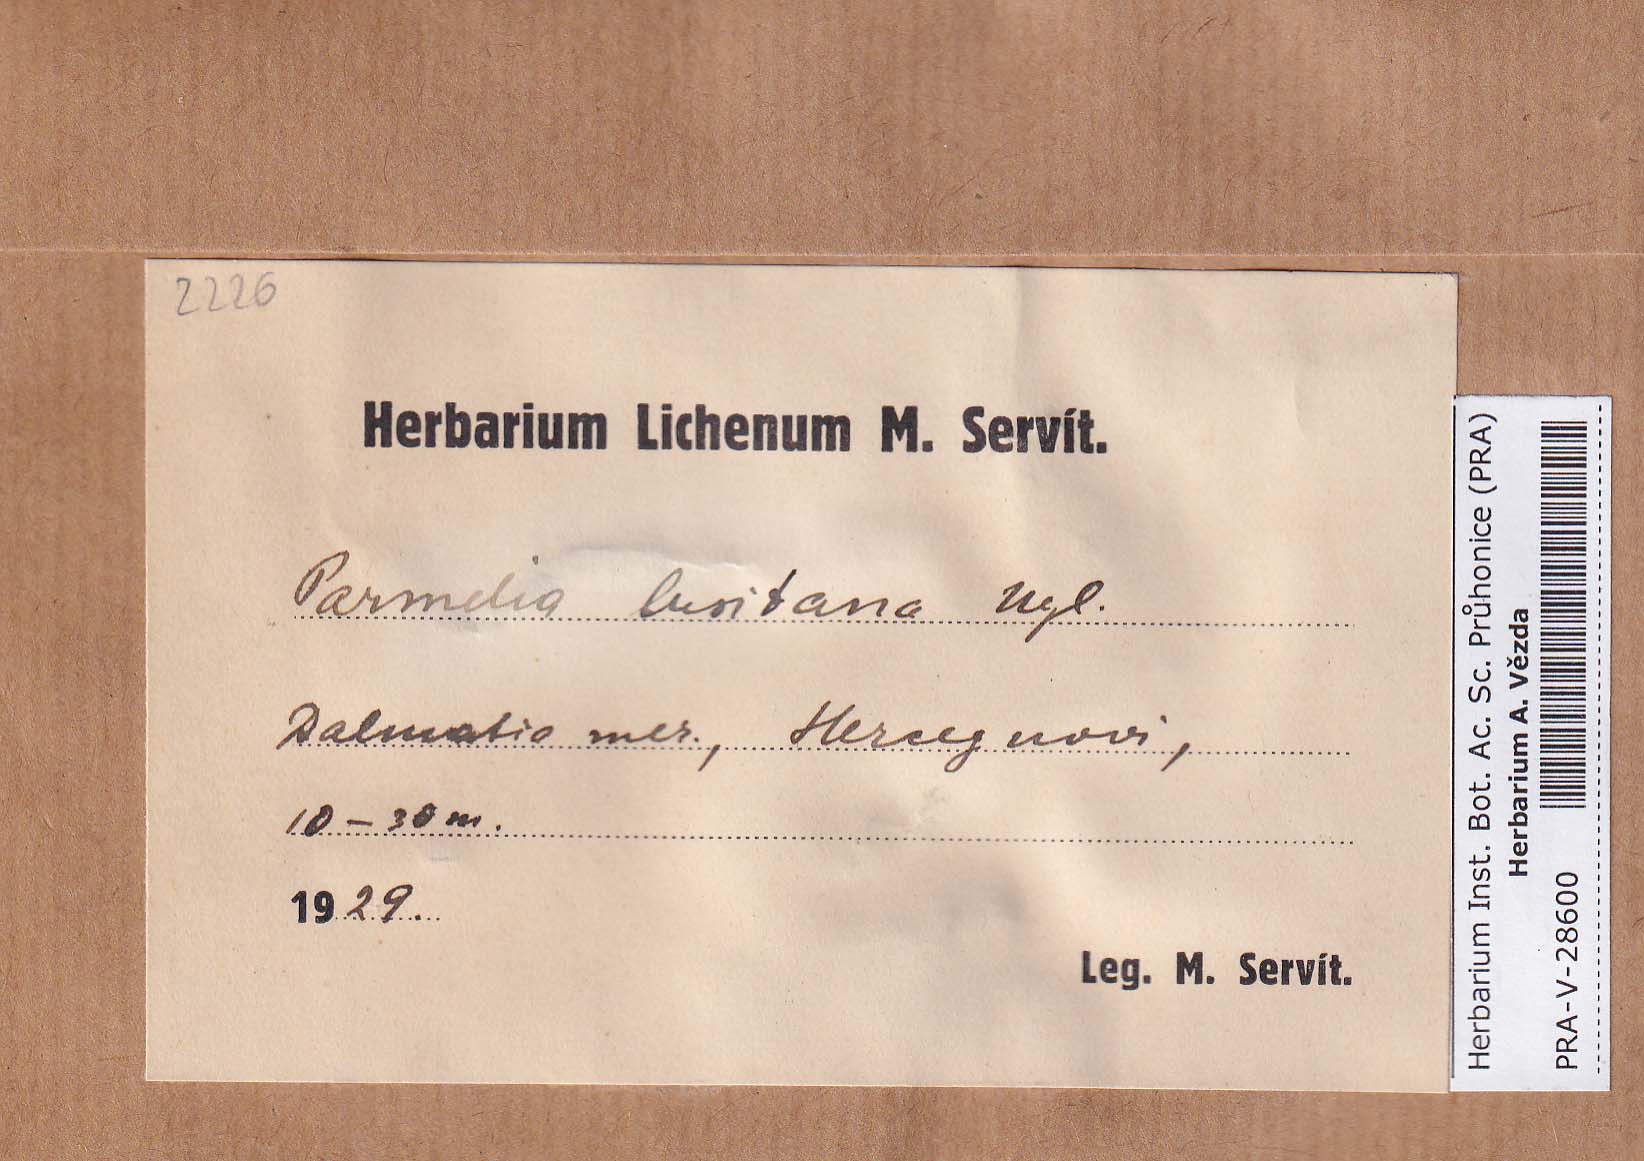 2226
Herbarium Lichenum M. Servít.
Parmelia lusitana Nyl.
Dalmatia mer., Hercegnovi,
10 – 30 m.
1929.
Leg. M. Servít.
Herbarium Inst. Bot. Ac. Sc. Průhonice (PRA)
Herbarium A. Vězda
PRA-V-28600